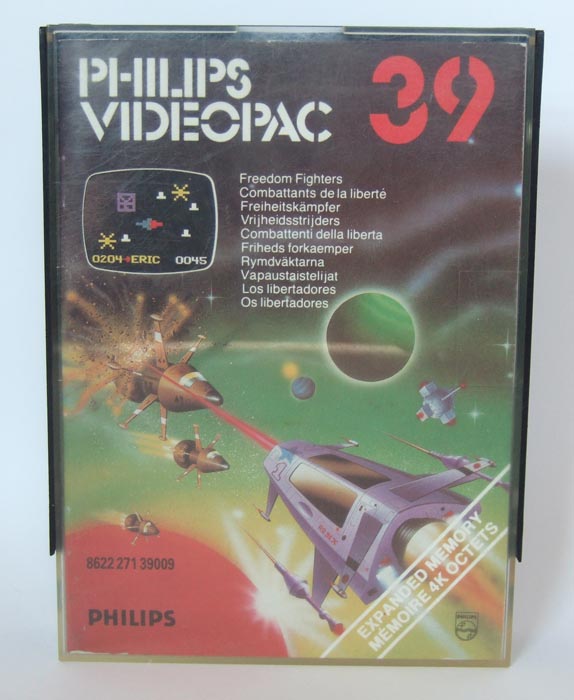 PHILIPS
VIDEOPAC
39
Freedom Fighters
Combattants de la liberté
Freiheitskämpfer
Vrijheidsstrijders
Combattenti della liberta
Friheds forkaemper
Rymdväktarna
Vapaustaistelijat
Los libertadores
Os libertadores
0204 ERIC 0045
EXPANDED MEMORY
MÉMOIRE 4K OCTETS
8622 271 39009
PHILIPS
PHILIPS